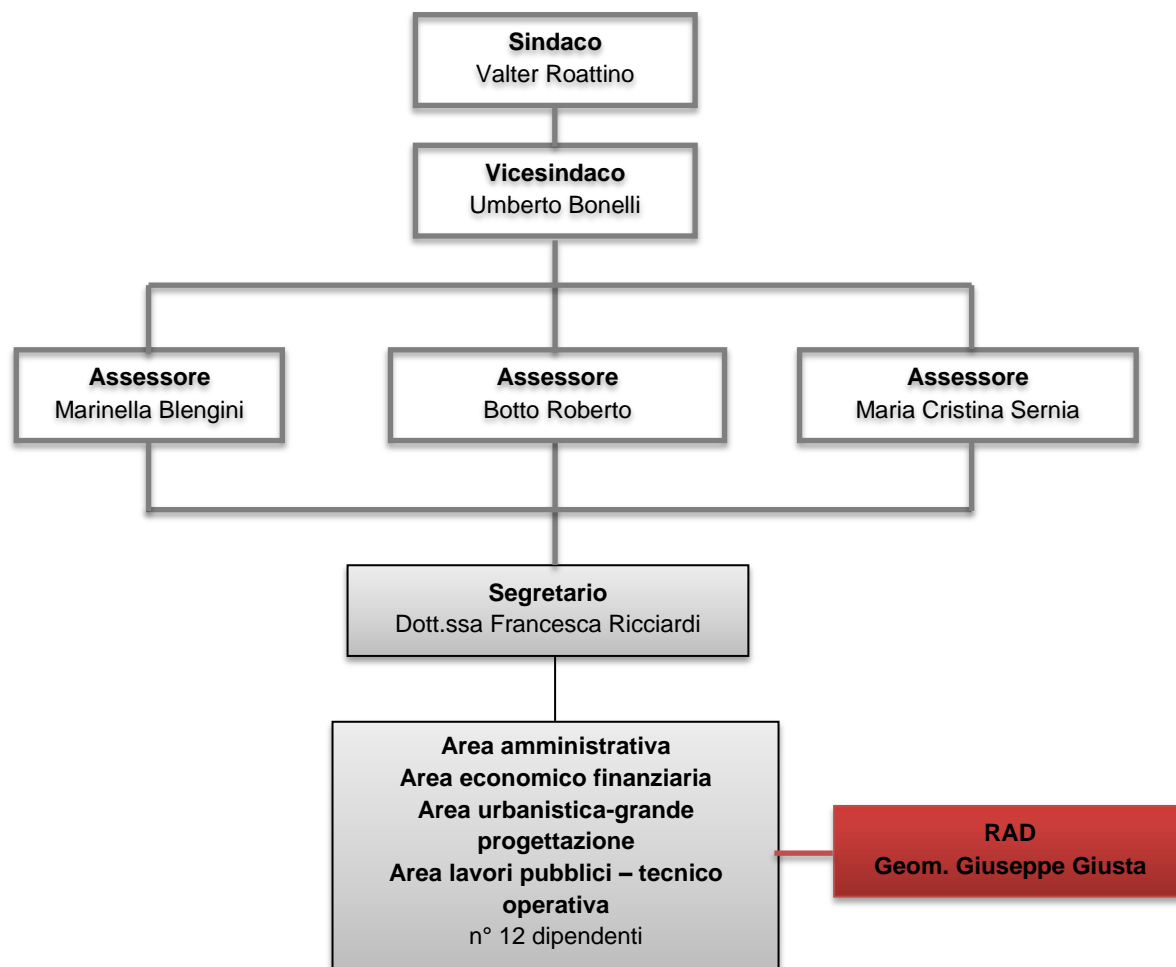 Sindaco
Valter Roattino
Vicesindaco
Umberto Bonelli
Assessore
Marinella Blengini
Assessore
Botto Roberto
Assessore
Maria Cristina Sernia
Segretario
Dott.ssa Francesca Ricciardi
Area amministrativa
Area economico finanziaria
Area urbanistica-grande
progettazione
Area lavori pubblici – tecnico
operativa
n° 12 dipendenti
RAD
Geom. Giuseppe Giusta